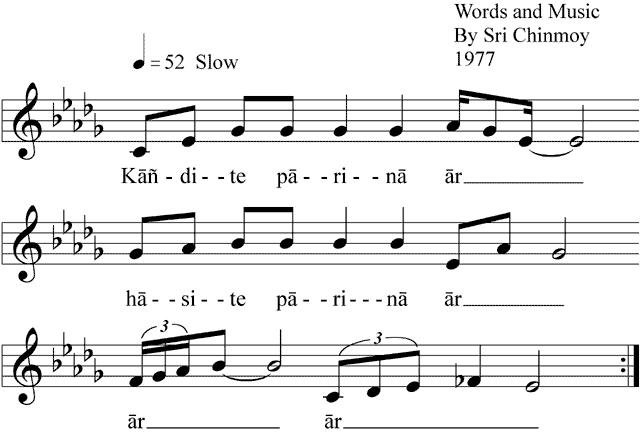 Words and Music
By Sri Chinmoy
1977
= 52 Slow
Kāñ - di - - te pā - - ri - - nā ār
hā - - - si - - te pā - - ri - - - nā ār
3 3
ār ār